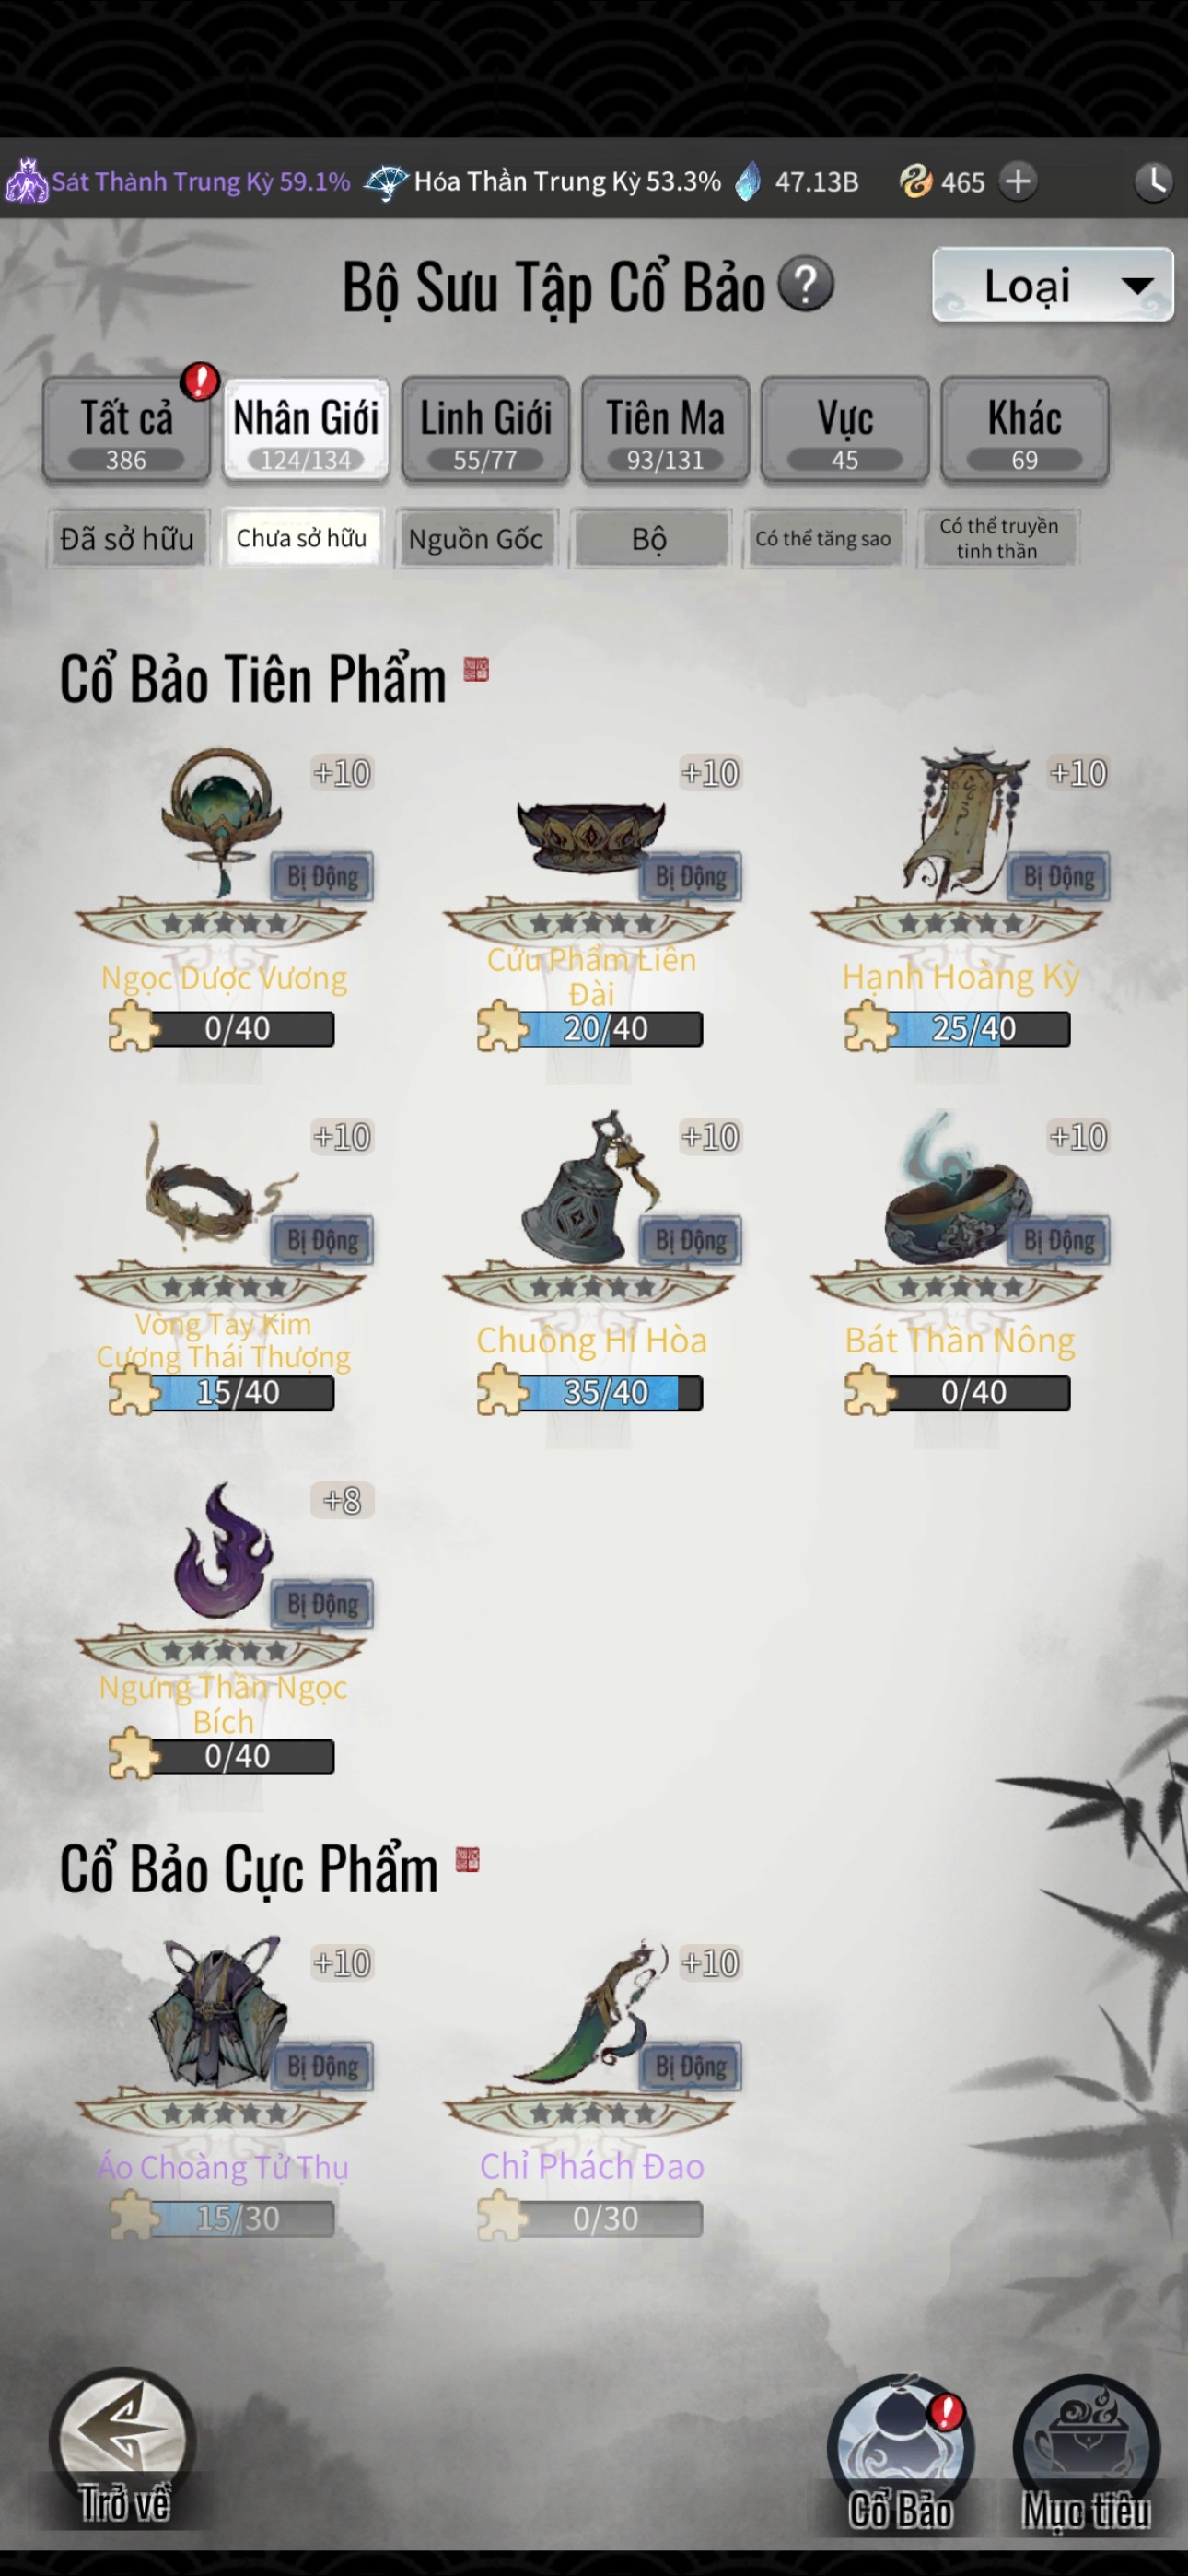 Sát Thành Trung Kỳ 59.1% Hóa Thần Trung Kỳ 53.3% 47.13B 465
Bộ Sưu Tập Cổ Bảo ?
Loại
Tất cả Nhân Giới Linh Giới Tiên Ma Vực Khác
386 124/134 55/77 93/131 45 69
Đã sở hữu Chưa sở hữu Nguồn Gốc Bộ Có thể tăng sao Có thể truyền
tinh thần
Cổ Bảo Tiên Phẩm
+10 +10 +10
Bị Động Bị Động Bị Động
Ngọc Dược Vương
Cửu Phẩm Liên
Đài
Hạnh Hoàng Kỳ
0/40 20/40 25/40
+10 +10 +10
Bị Động Bị Động Bị Động
Vòng Tay Kim
Cương Thái Thượng
Chuông Hi Hòa
Bát Thần Nông
15/40 35/40 0/40
+8
Bị Động
Ngưng Thần Ngọc
Bích
0/40
Cổ Bảo Cực Phẩm
+10 +10
Bị Động Bị Động
Áo Choàng Tử Thụ Chỉ Phách Đao
15/30 0/30
Trở về Cổ Bảo Mục tiêu